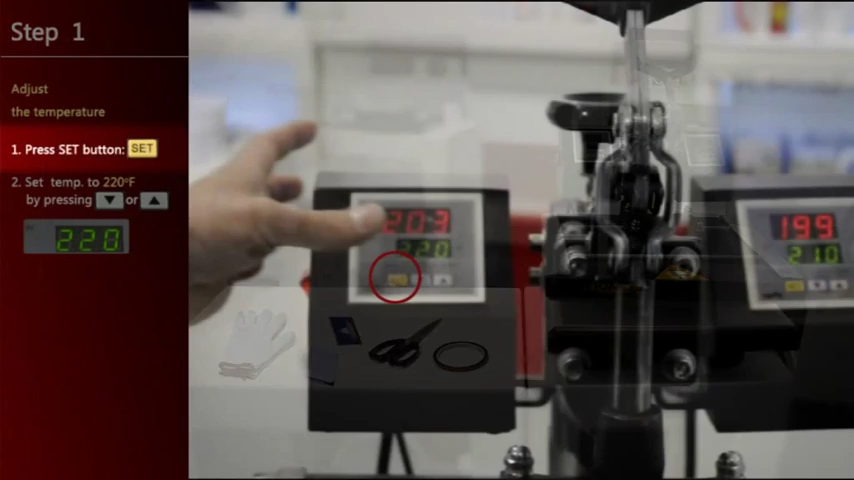 Step 1
Adjust
the temperature
1. Press SET button: SET
2. Set temp. to 220°F
by pressing ▼ or ▲
220
203
220
199
210